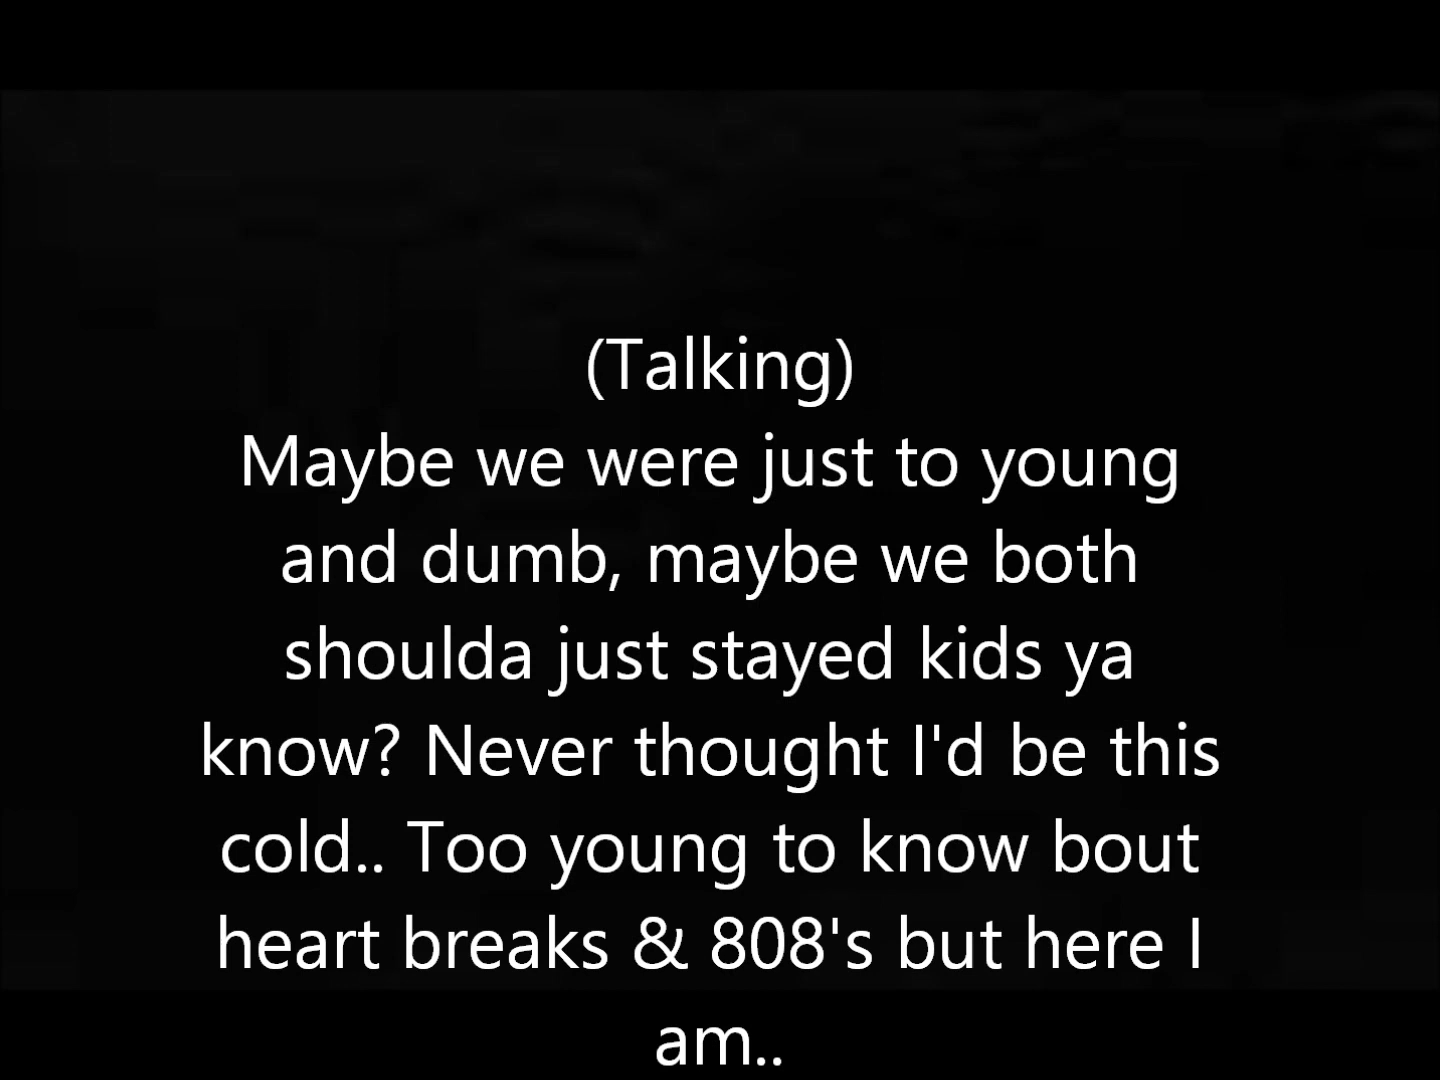 (Talking)
Maybe we were just to young
and dumb, maybe we both
shoulda just stayed kids ya
know? Never thought I'd be this
cold.. Too young to know bout
heart breaks & 808's but here I
am..